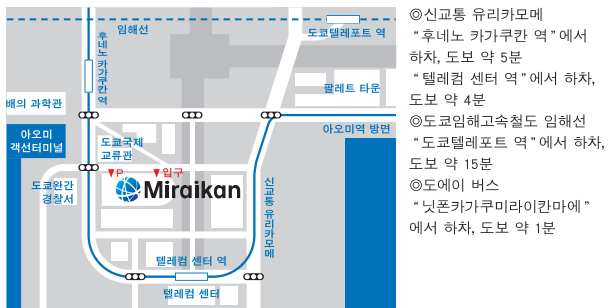 임해선
도쿄텔레포트 역
후네노 카가쿠칸 역
팔레트 타운
배의 과학관
아오미
객선터미널
도쿄국제
교류관
아오미역 방면
P
입구
Miraikan
도쿄완간
경찰서
신교통 유리카모메
텔레컴 센터 역
텔레컴 센터
◎신교통 유리카모메
“후네노 카가쿠칸 역”에서
하차, 도보 약 5분
“텔레컴 센터 역”에서 하차,
도보 약 4분
◎도쿄임해고속철도 임해선
“도쿄텔레포트 역”에서 하차,
도보 약 15분
◎도에이 버스
“닛폰카가쿠미라이칸마에”
에서 하차, 도보 약 1분